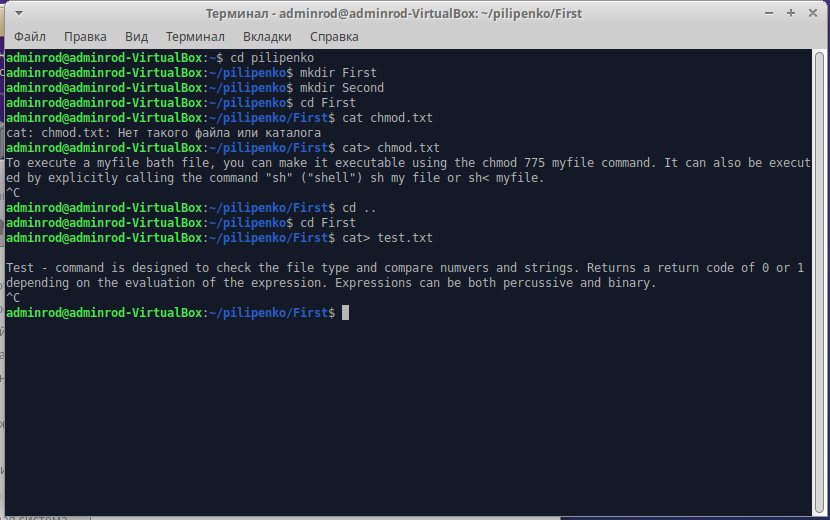 Терминал - adminrod@adminrod-VirtualBox: ~/pilipenko/First
Файл Правка Вид Терминал Вкладки Справка
adminrod@adminrod-VirtualBox:~$ cd pilipenko
adminrod@adminrod-VirtualBox:~/pilipenko$ mkdir First
adminrod@adminrod-VirtualBox:~/pilipenko$ mkdir Second
adminrod@adminrod-VirtualBox:~/pilipenko$ cd First
adminrod@adminrod-VirtualBox:~/pilipenko/First$ cat chmod.txt
cat: chmod.txt: Нет такого файла или каталога
adminrod@adminrod-VirtualBox:~/pilipenko/First$ cat> chmod.txt
To execute a myfile bath file, you can make it executable using the chmod 775 myfile command. It can also be execut
ed by explicitly calling the command "sh" ("shell") sh my file or sh< myfile.
^C
adminrod@adminrod-VirtualBox:~/pilipenko/First$ cd ..
adminrod@adminrod-VirtualBox:~/pilipenko$ cd First
adminrod@adminrod-VirtualBox:~/pilipenko/First$ cat> test.txt
Test - command is designed to check the file type and compare numvers and strings. Returns a return code of 0 or 1
depending on the evaluation of the expression. Expressions can be both percussive and binary.
^C
adminrod@adminrod-VirtualBox:~/pilipenko/First$